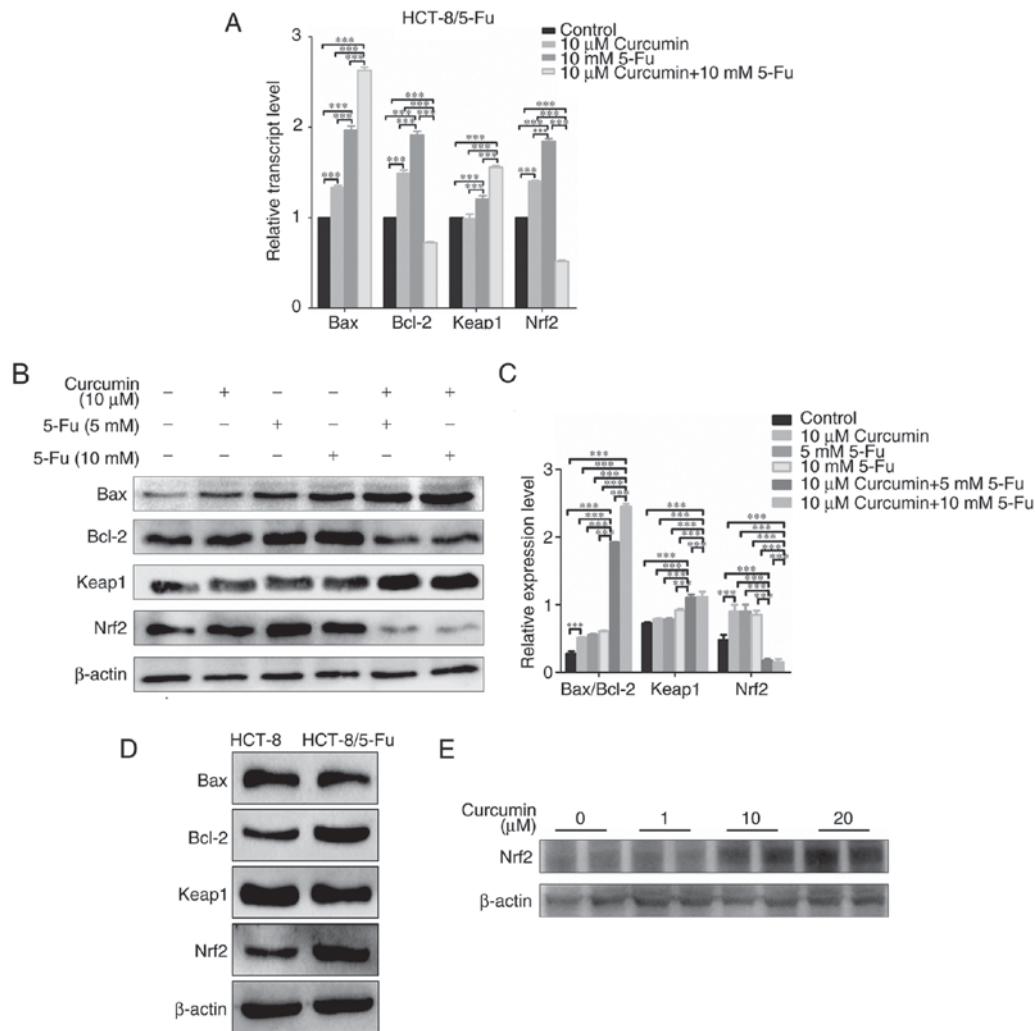 A
HCT-8/5-Fu
Control
10 μM Curcumin
10 mM 5-Fu
10 μM Curcumin+10 mM 5-Fu
Relative transcript level
3
2
1
0
*** *** *** *** *** ***
*** *** *** *** *** ***
*** *** *** *** ***
*** *** *** *** *** ***
Bax Bcl-2 Keap1 Nrf2
B
Curcumin (10 μM) – + – – + +
5-Fu (5 mM) – – + – + –
5-Fu (10 mM) – – – + – +
Bax
Bcl-2
Keap1
Nrf2
β-actin
C
Control
10 μM Curcumin
5 mM 5-Fu
10 mM 5-Fu
10 μM Curcumin+5 mM 5-Fu
10 μM Curcumin+10 mM 5-Fu
Relative expression level
3
2
1
0
*** *** *** *** *** ***
*** *** *** *** *** *** *** *** ***
*** *** *** *** *** *** *** *** *** ***
Bax/Bcl-2 Keap1 Nrf2
D
HCT-8 HCT-8/5-Fu
Bax
Bcl-2
Keap1
Nrf2
β-actin
E
Curcumin (μM) 0 1 10 20
Nrf2
β-actin